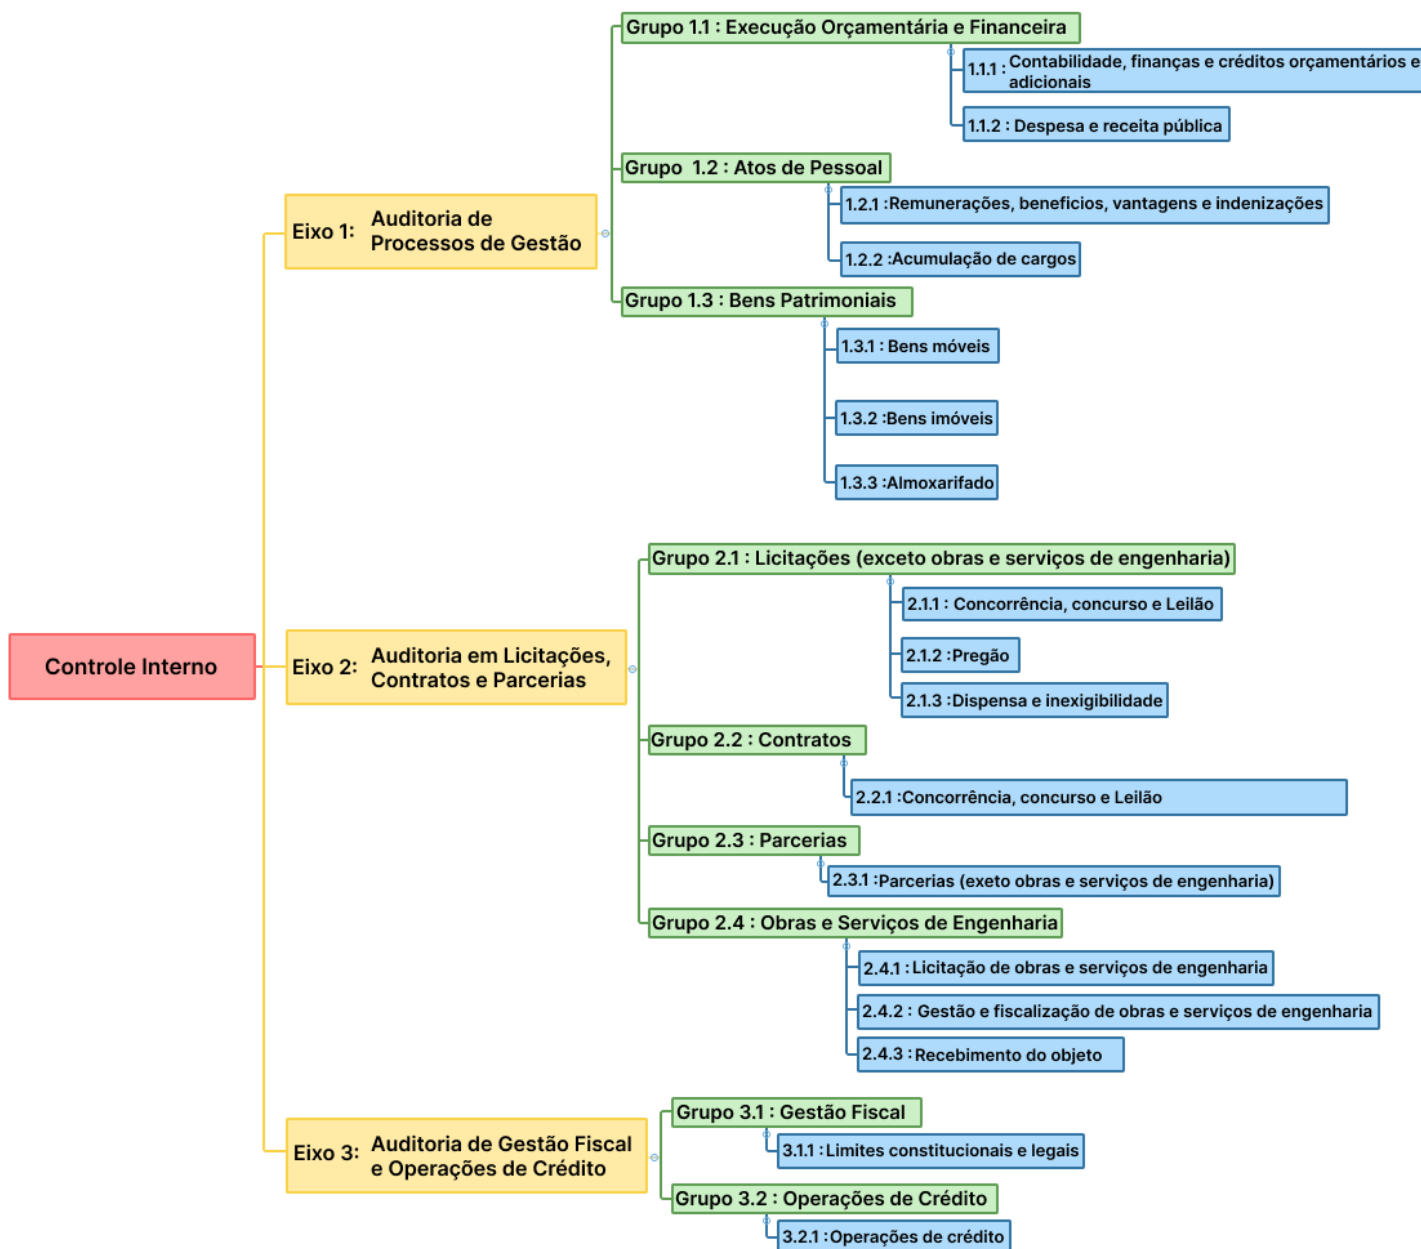 Controle Interno
Eixo 1: Auditoria de
Processos de Gestão
Grupo 1.1 : Execução Orçamentária e Financeira
1.1.1 : Contabilidade, finanças e créditos orçamentários e
adicionais
1.1.2 : Despesa e receita pública
Grupo 1.2 : Atos de Pessoal
1.2.1 :Remunerações, beneficios, vantagens e indenizações
1.2.2 :Acumulação de cargos
Grupo 1.3 : Bens Patrimoniais
1.3.1 : Bens móveis
1.3.2 :Bens imóveis
1.3.3 :Almoxarifado
Eixo 2: Auditoria em Licitações,
Contratos e Parcerias
Grupo 2.1 : Licitações (exceto obras e serviços de engenharia)
2.1.1 : Concorrência, concurso e Leilão
2.1.2 :Pregão
2.1.3 :Dispensa e inexigibilidade
Grupo 2.2 : Contratos
2.2.1 :Concorrência, concurso e Leilão
Grupo 2.3 : Parcerias
2.3.1 :Parcerias (exeto obras e serviços de engenharia)
Grupo 2.4 : Obras e Serviços de Engenharia
2.4.1 :Licitação de obras e serviços de engenharia
2.4.2 : Gestão e fiscalização de obras e serviços de engenharia
2.4.3 :Recebimento do objeto
Eixo 3: Auditoria de Gestão Fiscal
e Operações de Crédito
Grupo 3.1 : Gestão Fiscal
3.1.1 :Limites constitucionais e legais
Grupo 3.2 : Operações de Crédito
3.2.1 :Operações de crédito